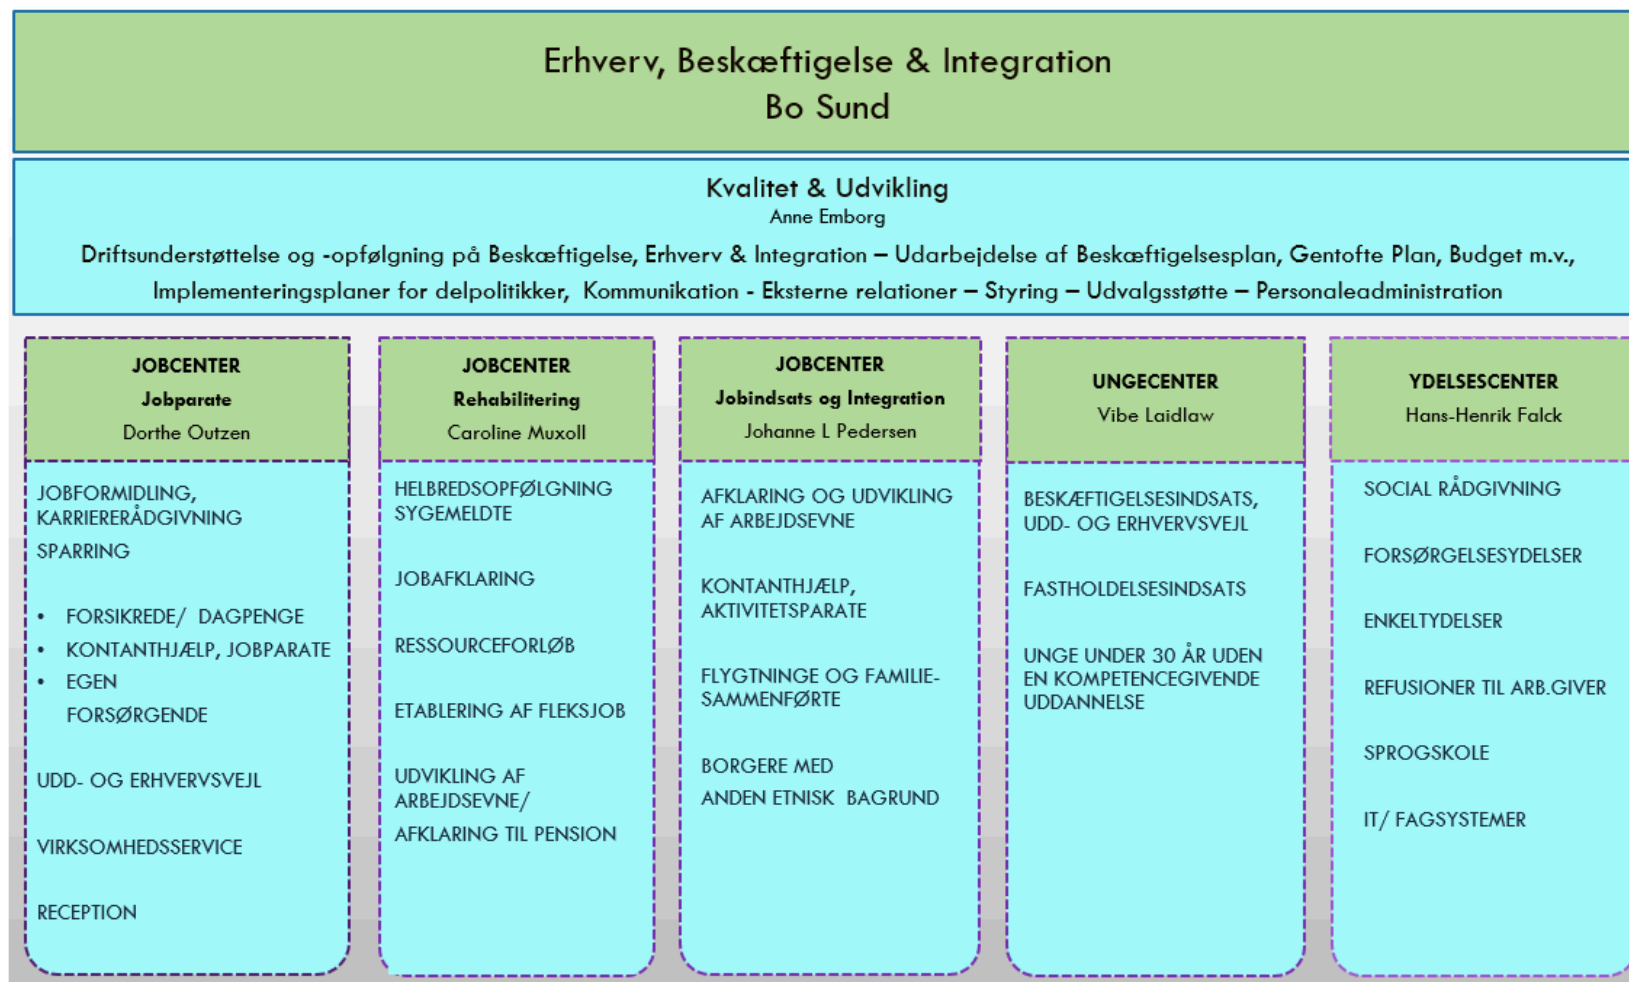 Erhverv, Beskæftigelse & Integration
Bo Sund
Kvalitet & Udvikling
Anne Emborg
Driftsunderstøttelse og -opfølgning på Beskæftigelse, Erhverv & Integration – Udarbejdelse af Beskæftigelsesplan, Gentofte Plan, Budget m.v.,
Implementeringsplaner for delpolitikker, Kommunikation - Eksterne relationer – Styring – Udvalgsstøtte – Personaleadministration
JOBCENTER
Jobparate
Dorthe Outzen
JOBFORMIDLING,
KARRIERERÅDGIVNING
SPARRING
• FORSIKREDE/ DAGPENGE
• KONTANTHJÆLP, JOBPARATE
• EGEN
FORSØRGENDE
UDD- OG ERHVERVSVEJL
VIRKSOMHEDSSERVICE
RECEPTION
JOBCENTER
Rehabilitering
Caroline Muxoll
HELBREDSOPFØLGNING
SYGEMELDTE
JOBAFKLARING
RESSOURCEFORLØB
ETABLERING AF FLEKSJOB
UDVIKLING AF
ARBEJDSEVNE/
AFKLARING TIL PENSION
JOBCENTER
Jobindsats og Integration
Johanne L Pedersen
AFKLARING OG UDVIKLING
AF ARBEJDSEVNE
KONTANTHJÆLP,
AKTIVITETSPARATE
FLYGTNINGE OG FAMILIE-
SAMMENFØRTE
BORGERE MED
ANDEN ETNISK BAGRUND
UNGECENTER
Vibe Laidlaw
BESKÆFTIGELSESINDSATS,
UDD- OG ERHVERVSVEJL
FASTHOLDELSESINDSATS
UNGE UNDER 30 ÅR UDEN
EN KOMPETENCEGIVENDE
UDDANNELSE
YDELSESCENTER
Hans-Henrik Falck
SOCIAL RÅDGIVNING
FORSØRGELSESYDELSER
ENKELTYDELSER
REFUSIONER TIL ARB.GIVER
SPROGSKOLE
IT/ FAGSYSTEMER